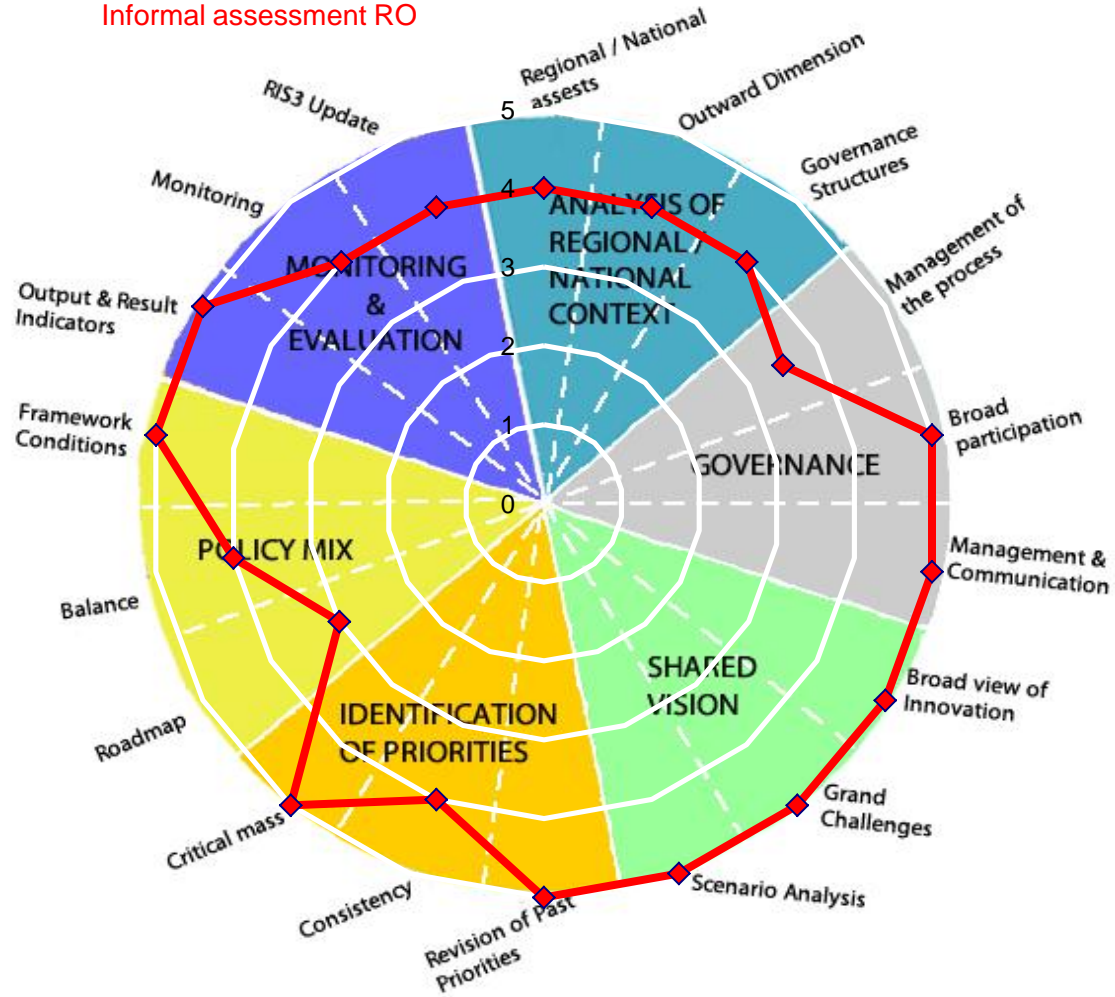 Informal assessment RO
Regional / National
assests
Outward Dimension
Governance
Structures
Management of
the process
Broad
participation
Management &
Communication
Broad view of
Innovation
Grand
Challenges
Scenario Analysis
Revision of Past
Priorities
Consistency
Critical mass
Roadmap
Balance
Framework
Conditions
Output & Result
Indicators
Monitoring
RIS3 Update
5
4
3
2
1
0
ANALYSIS OF
REGIONAL /
NATIONAL
CONTEXT
GOVERNANCE
SHARED
VISION
IDENTIFICATION
OF PRIORITIES
POLICY MIX
MONITORING
&
EVALUATION